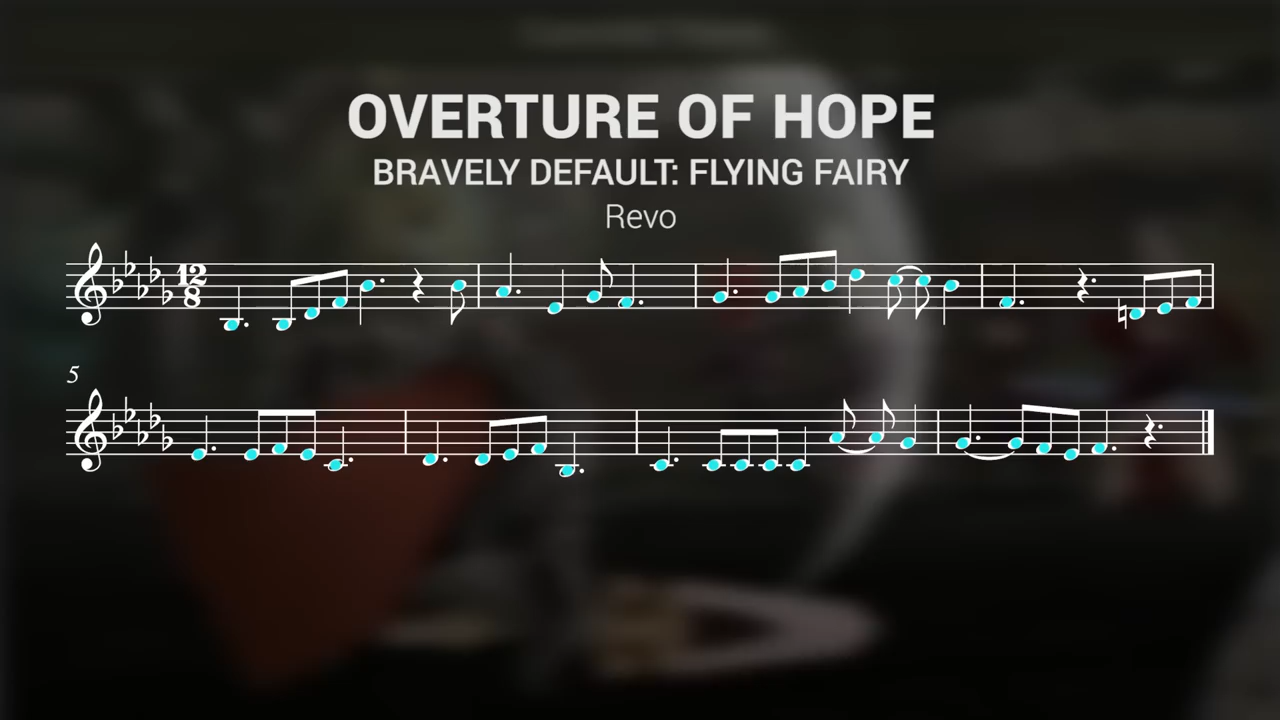 OVERTURE OF HOPE
BRAVELY DEFAULT: FLYING FAIRY
Revo
12
8
5